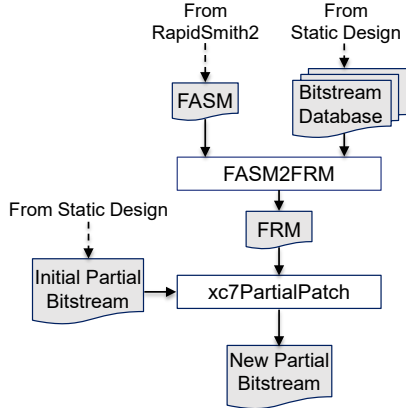 From
RapidSmith2
From
Static Design
FASM
Bitstream
Database
FASM2FRM
From Static Design
FRM
Initial Partial
Bitstream
xc7PartialPatch
New Partial
Bitstream